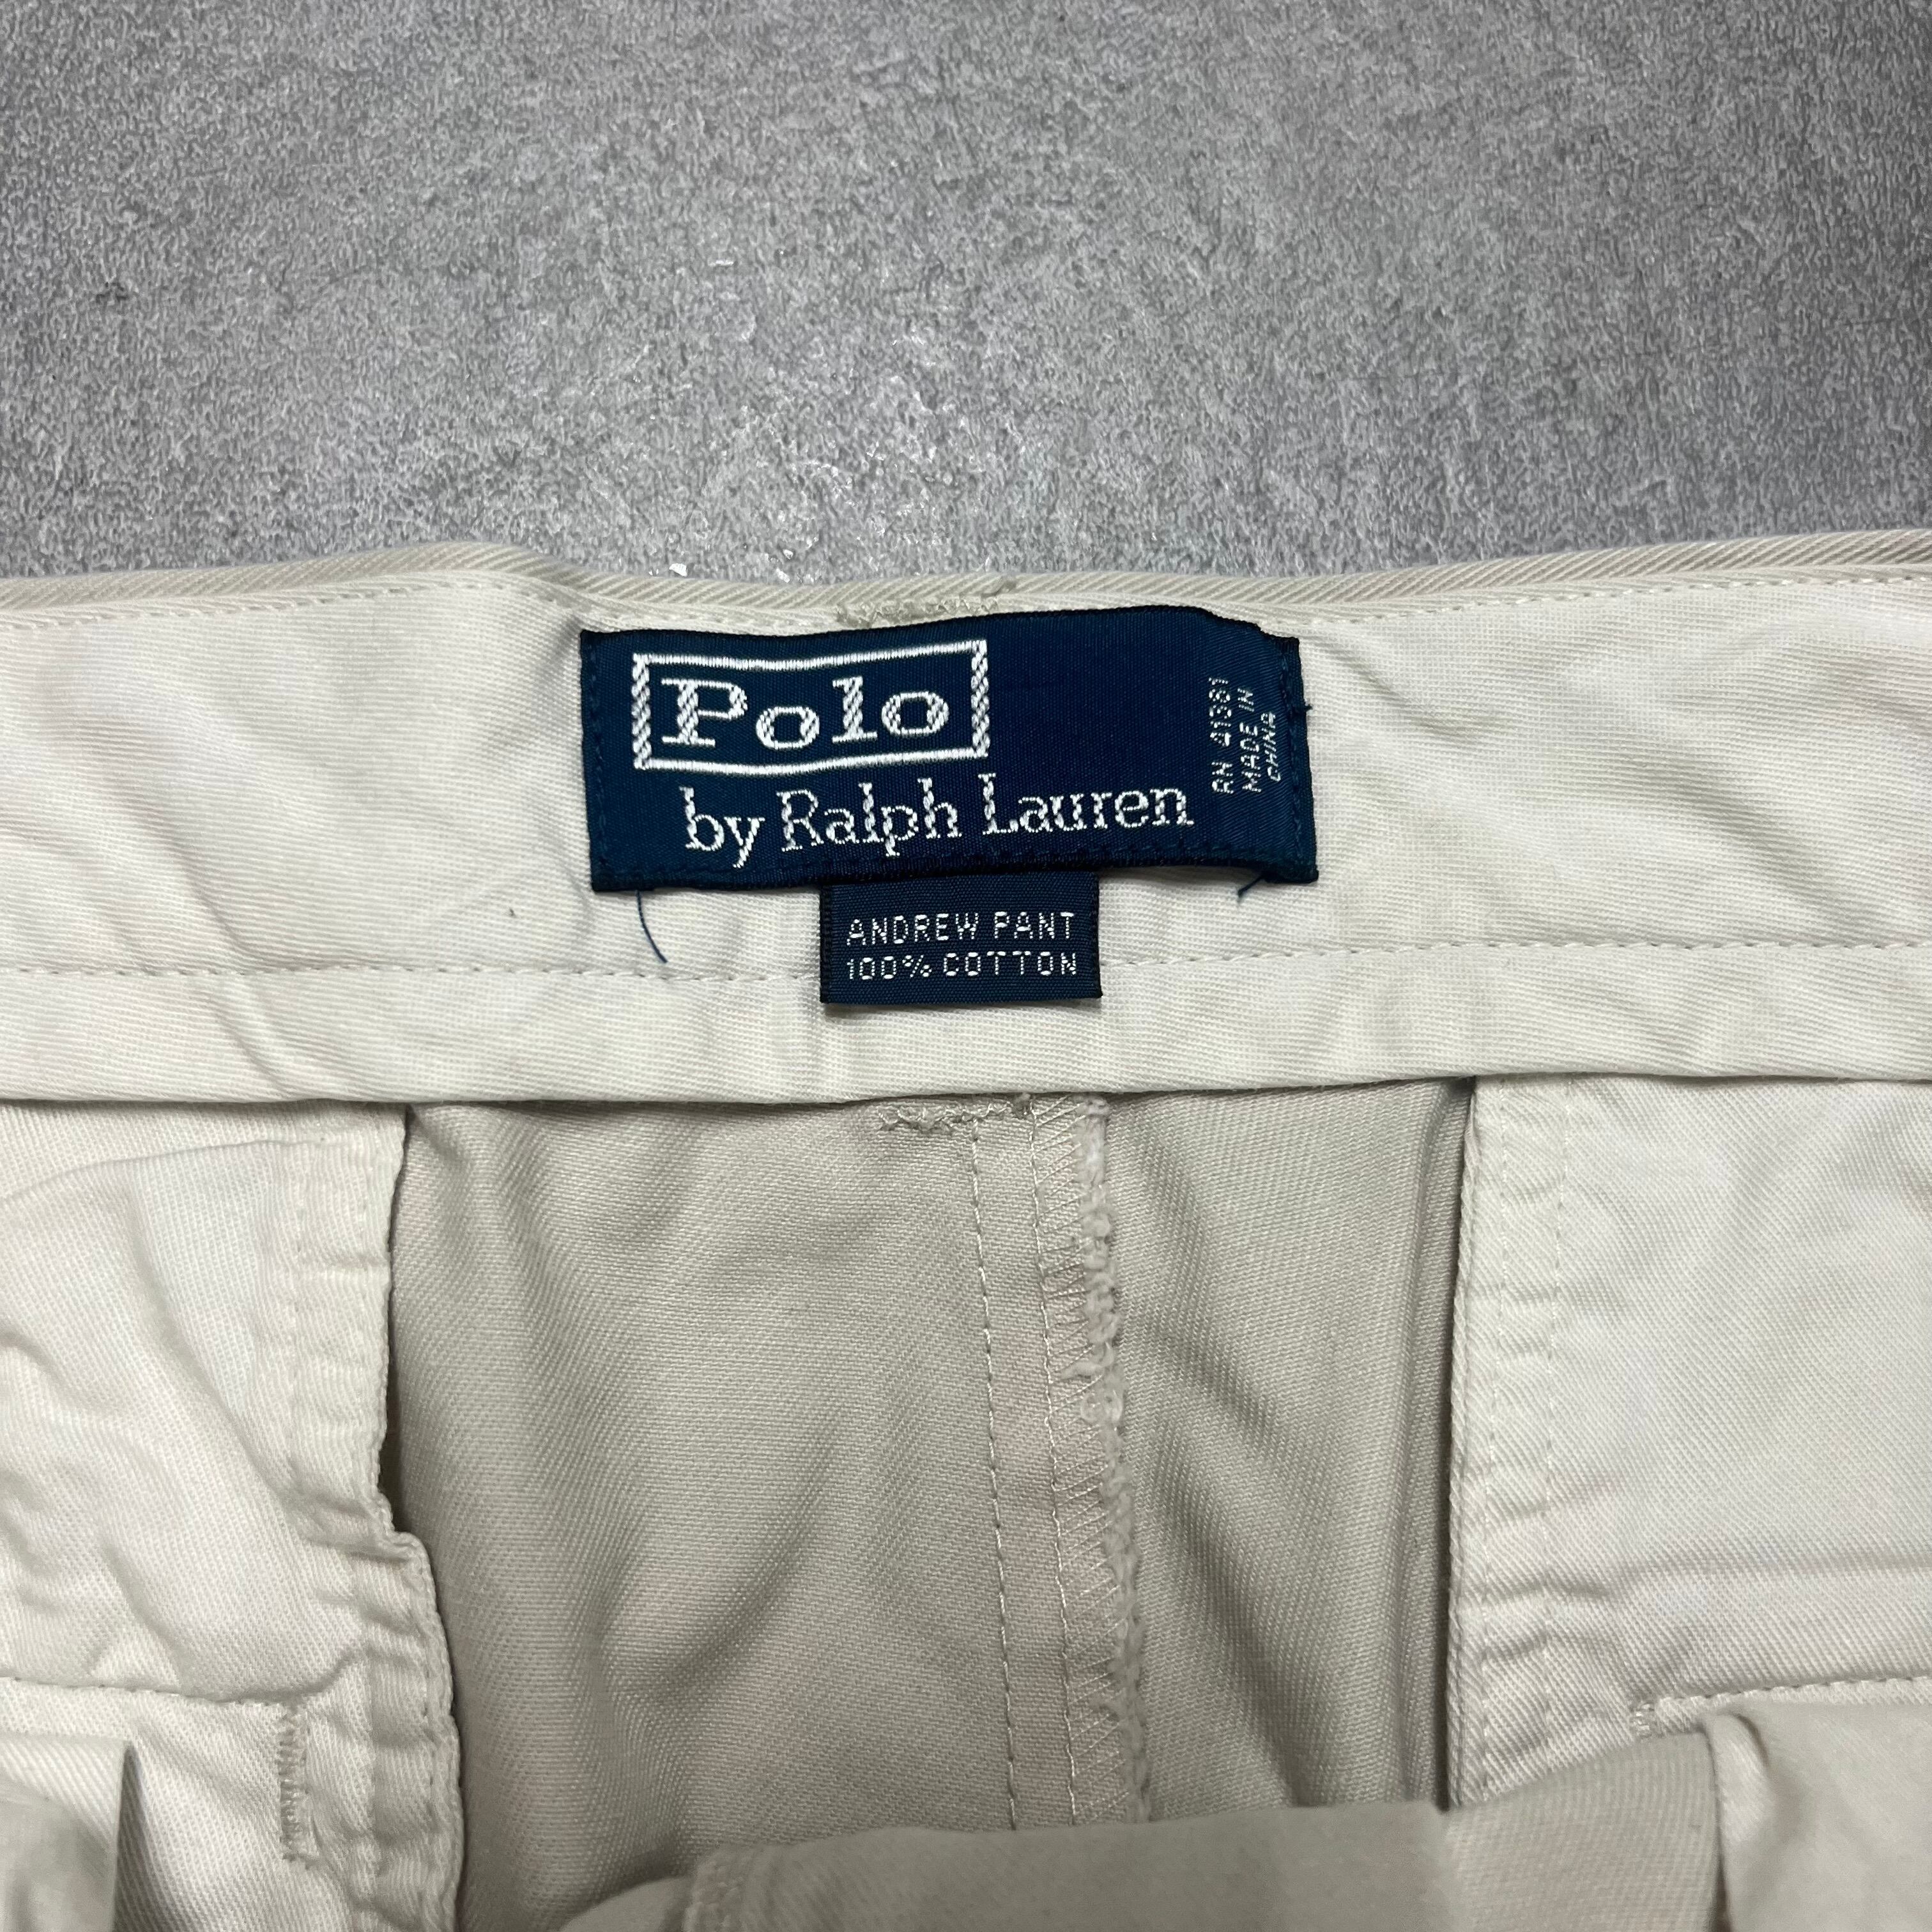 Polo
by Ralph Lauren
RN 41381
MADE IN
CHINA
ANDREW PANT
100% COTTON